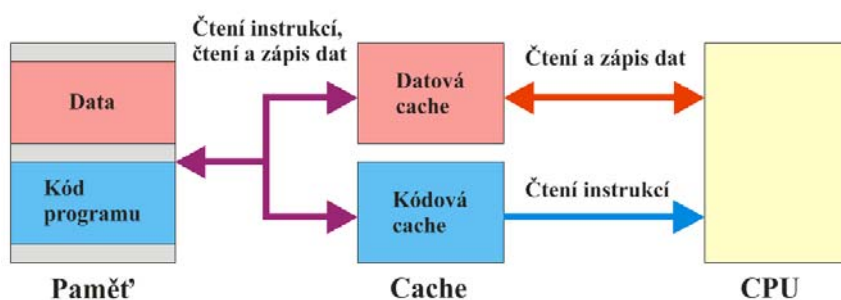 Čtení instrukcí,
čtení a zápis dat
Data
Datová
cache
Čtení a zápis dat
Kód
programu
Kódová
cache
Čtení instrukcí
Paměť
Cache
CPU